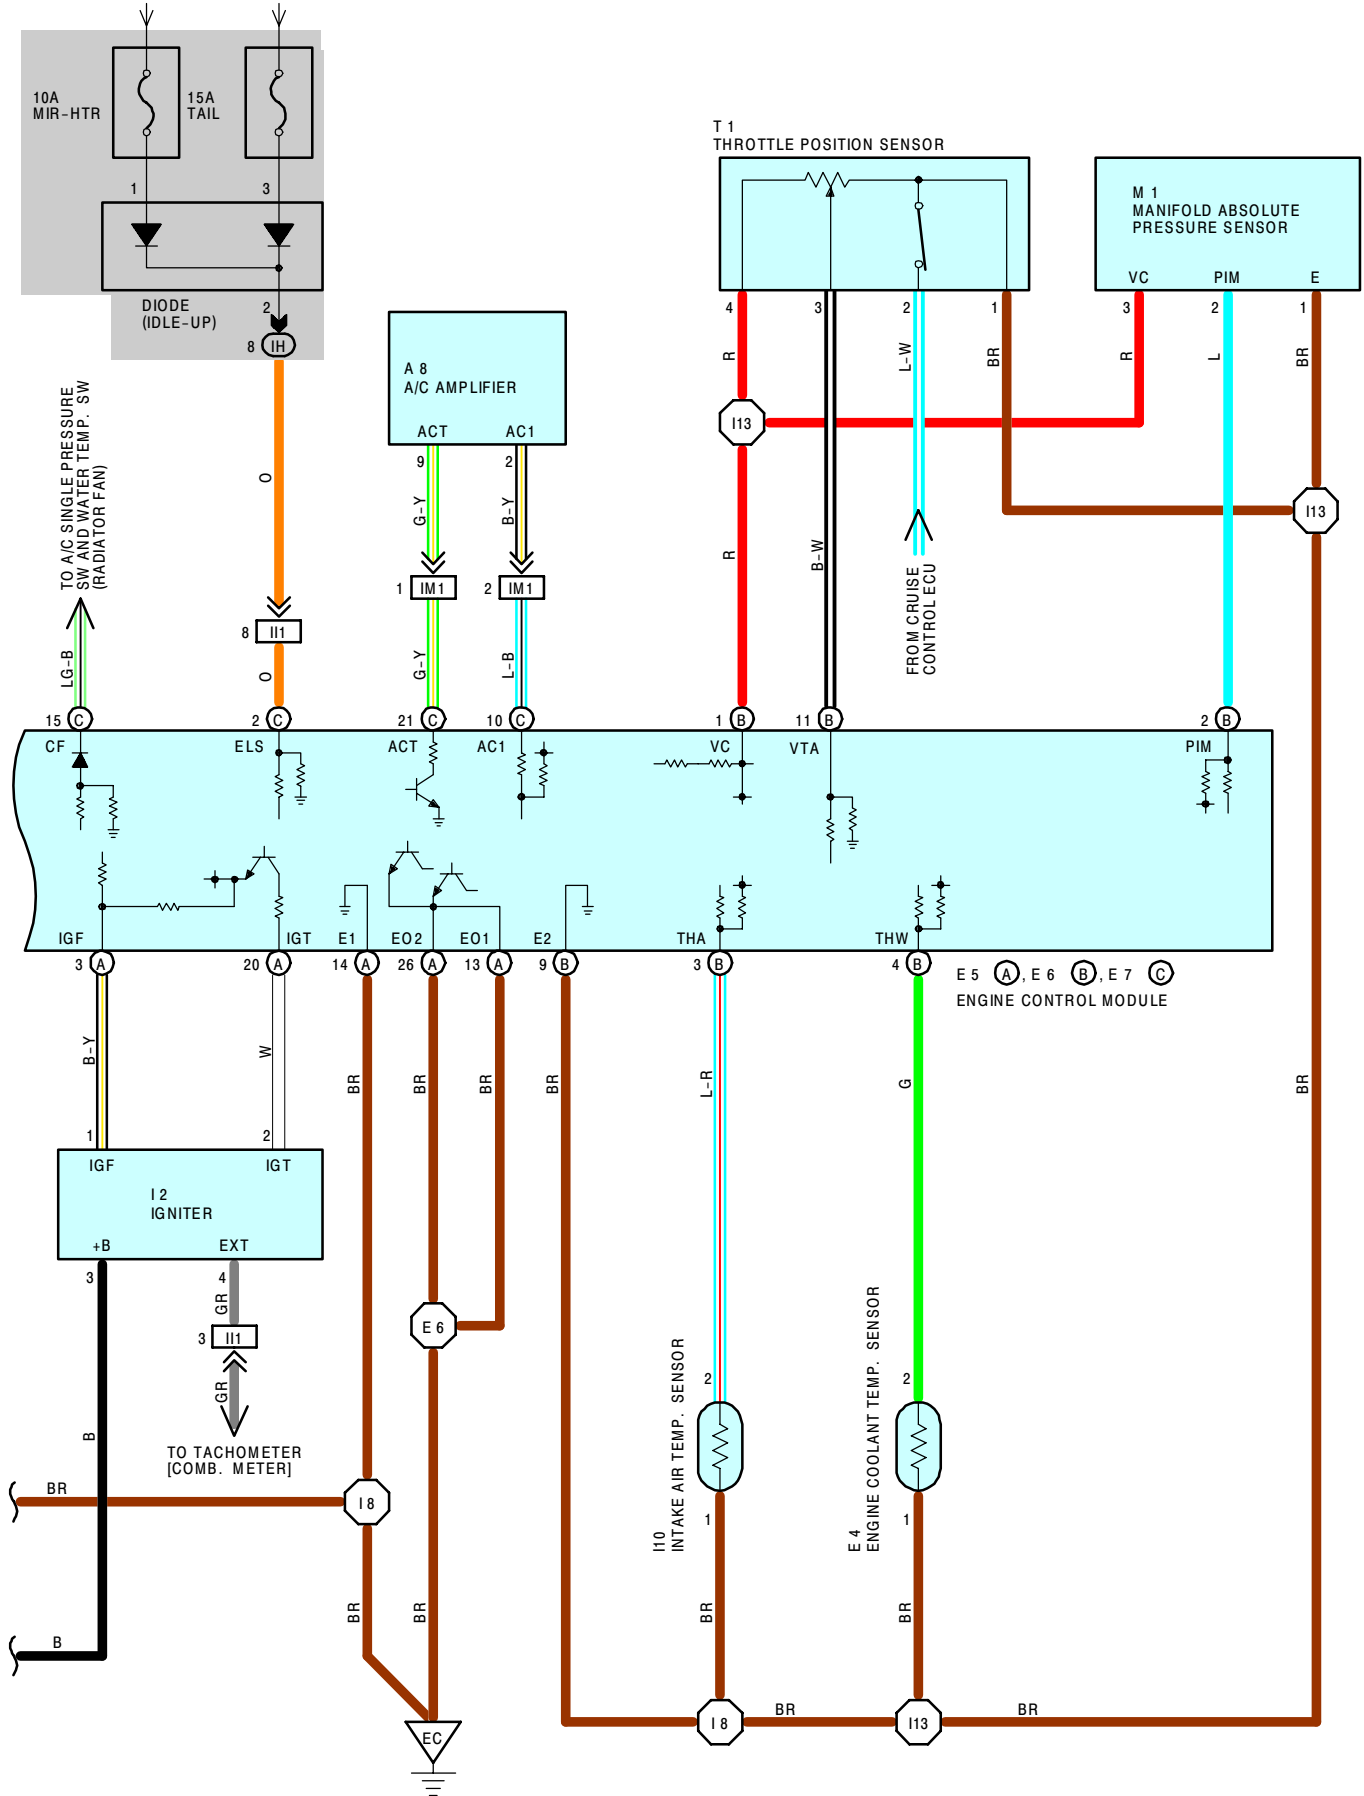 10A
MIR-HTR
15A
TAIL
1
3
DIODE
(IDLE-UP)
2
8
IH
T 1
THROTTLE POSITION SENSOR
M 1
MANIFOLD ABSOLUTE
PRESSURE SENSOR
VC
PIM
E
4
3
2
1
3
2
1
R
L-W
BR
R
L
BR
I13
I13
A 8
A/C AMPLIFIER
ACT
AC1
9
2
G-Y
B-Y
1
IM1
2
IM1
G-Y
L-B
TO A/C SINGLE PRESSURE
SW AND WATER TEMP. SW
(RADIATOR FAN)
LG-B
O
8
II1
O
R
B-W
FROM CRUISE
CONTROL ECU
15
C
2
C
21
C
10
C
1
B
11
B
2
B
CF
ELS
ACT
AC1
VC
VTA
PIM
IGF
IGT
E1
EO2
EO1
E2
THA
THW
3
A
20
A
14
A
26
A
13
A
9
B
3
B
4
B
E 5 A, E 6 B, E 7 C
ENGINE CONTROL MODULE
B-Y
W
BR
BR
BR
BR
L-R
G
BR
1
2
IGF
IGT
I 2
IGNITER
+B
EXT
3
4
GR
3
II1
GR
TO TACHOMETER
[COMB. METER]
B
E 6
2
2
I10
INTAKE AIR TEMP. SENSOR
E 4
ENGINE COOLANT TEMP. SENSOR
1
1
BR
I 8
BR
BR
BR
BR
B
I 8
BR
I13
BR
EC